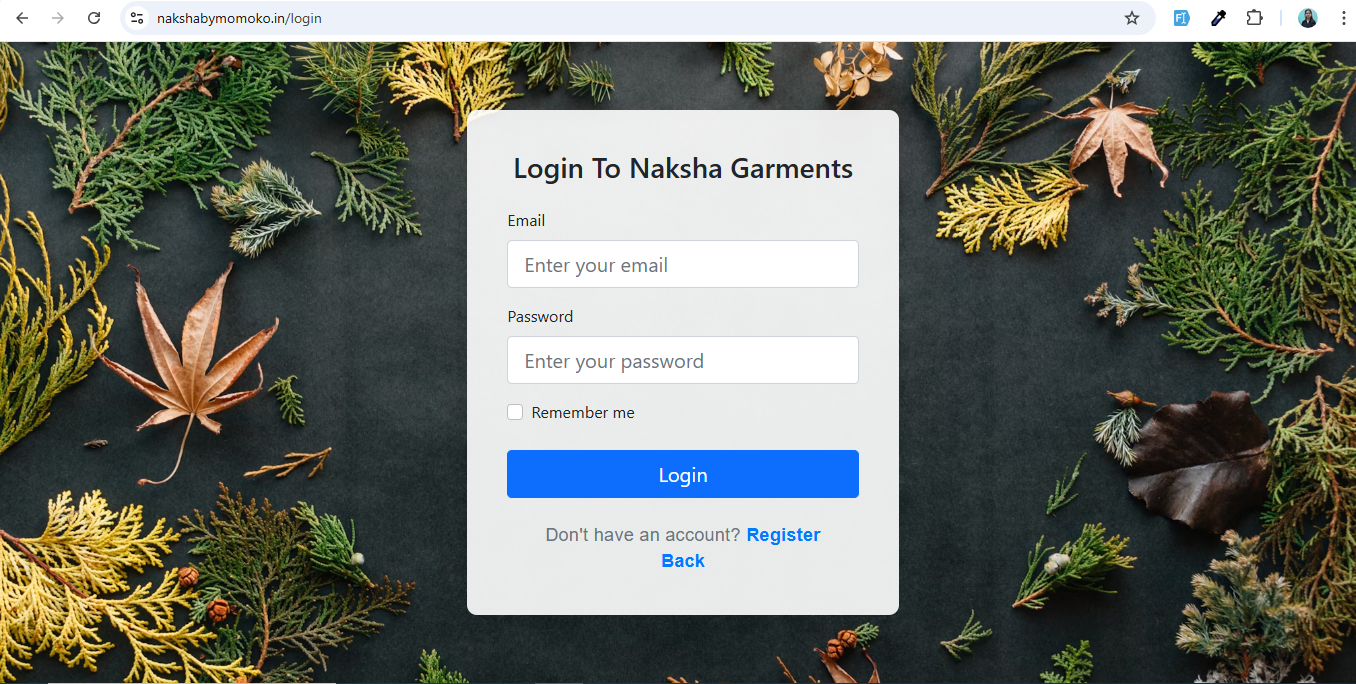 nakshabymomoko.in/login
Login To Naksha Garments
Email
Enter your email
Password
Enter your password
Remember me
Login
Don't have an account? Register
Back